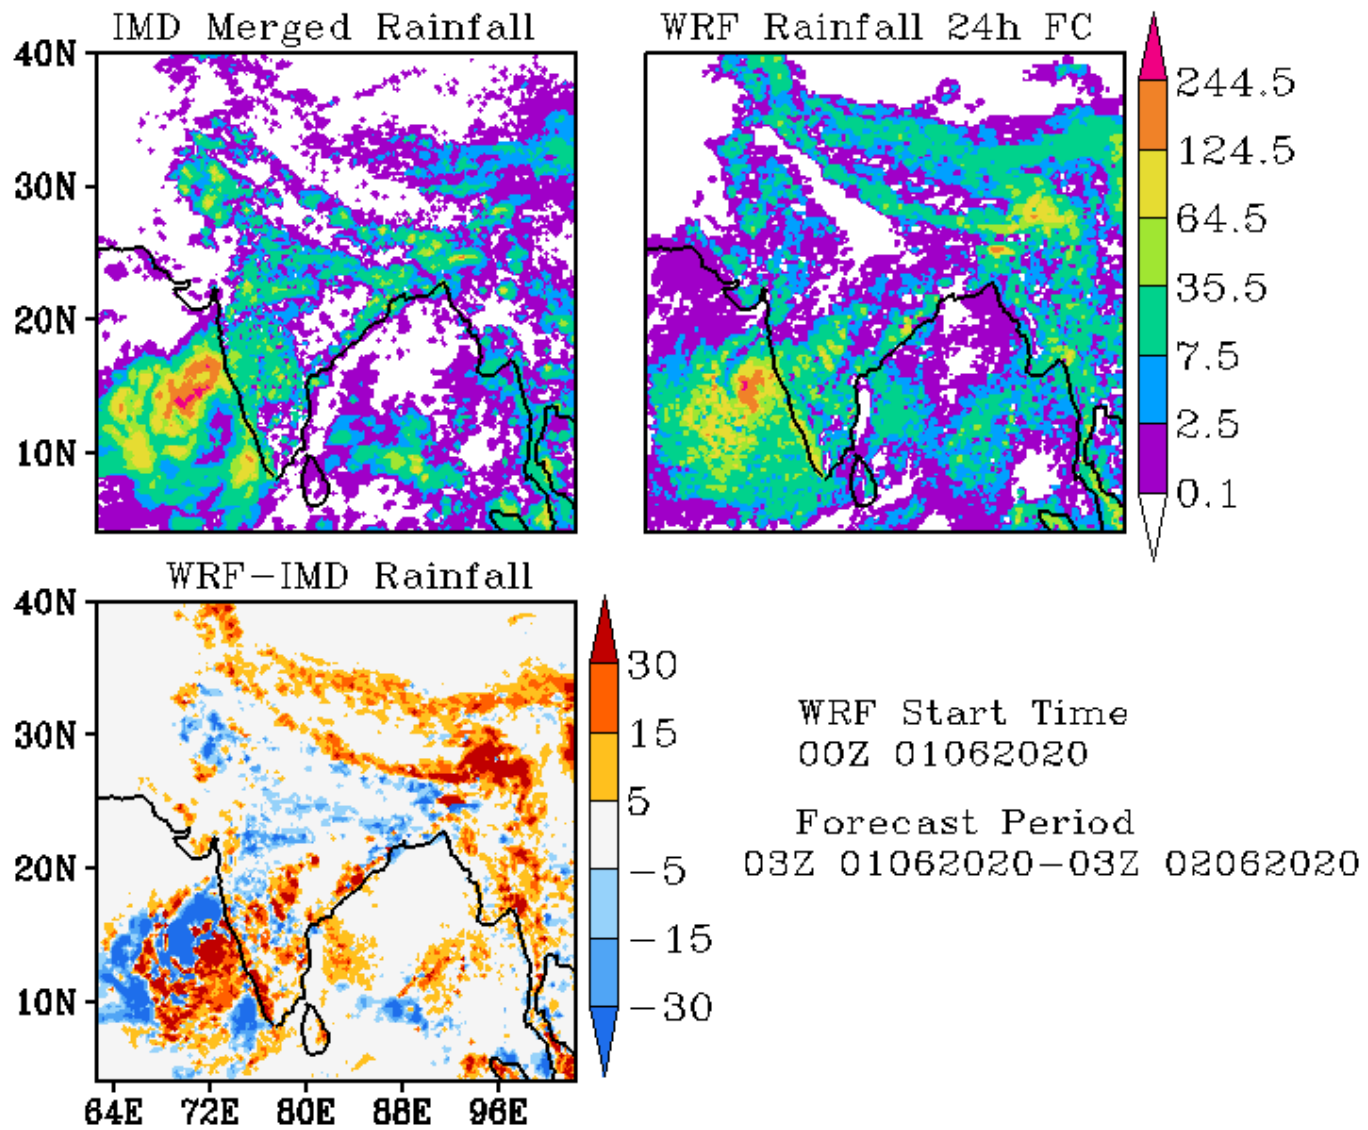 IMD Merged Rainfall
WRF Rainfall 24h FC
40N
30N
20N
10N
244.5
124.5
64.5
35.5
7.5
2.5
0.1
WRF-IMD Rainfall
40N
30N
20N
10N
64E 72E 80E 88E 96E
30
15
5
-5
-15
-30
WRF Start Time
00Z 01062020
Forecast Period
03Z 01062020-03Z 02062020